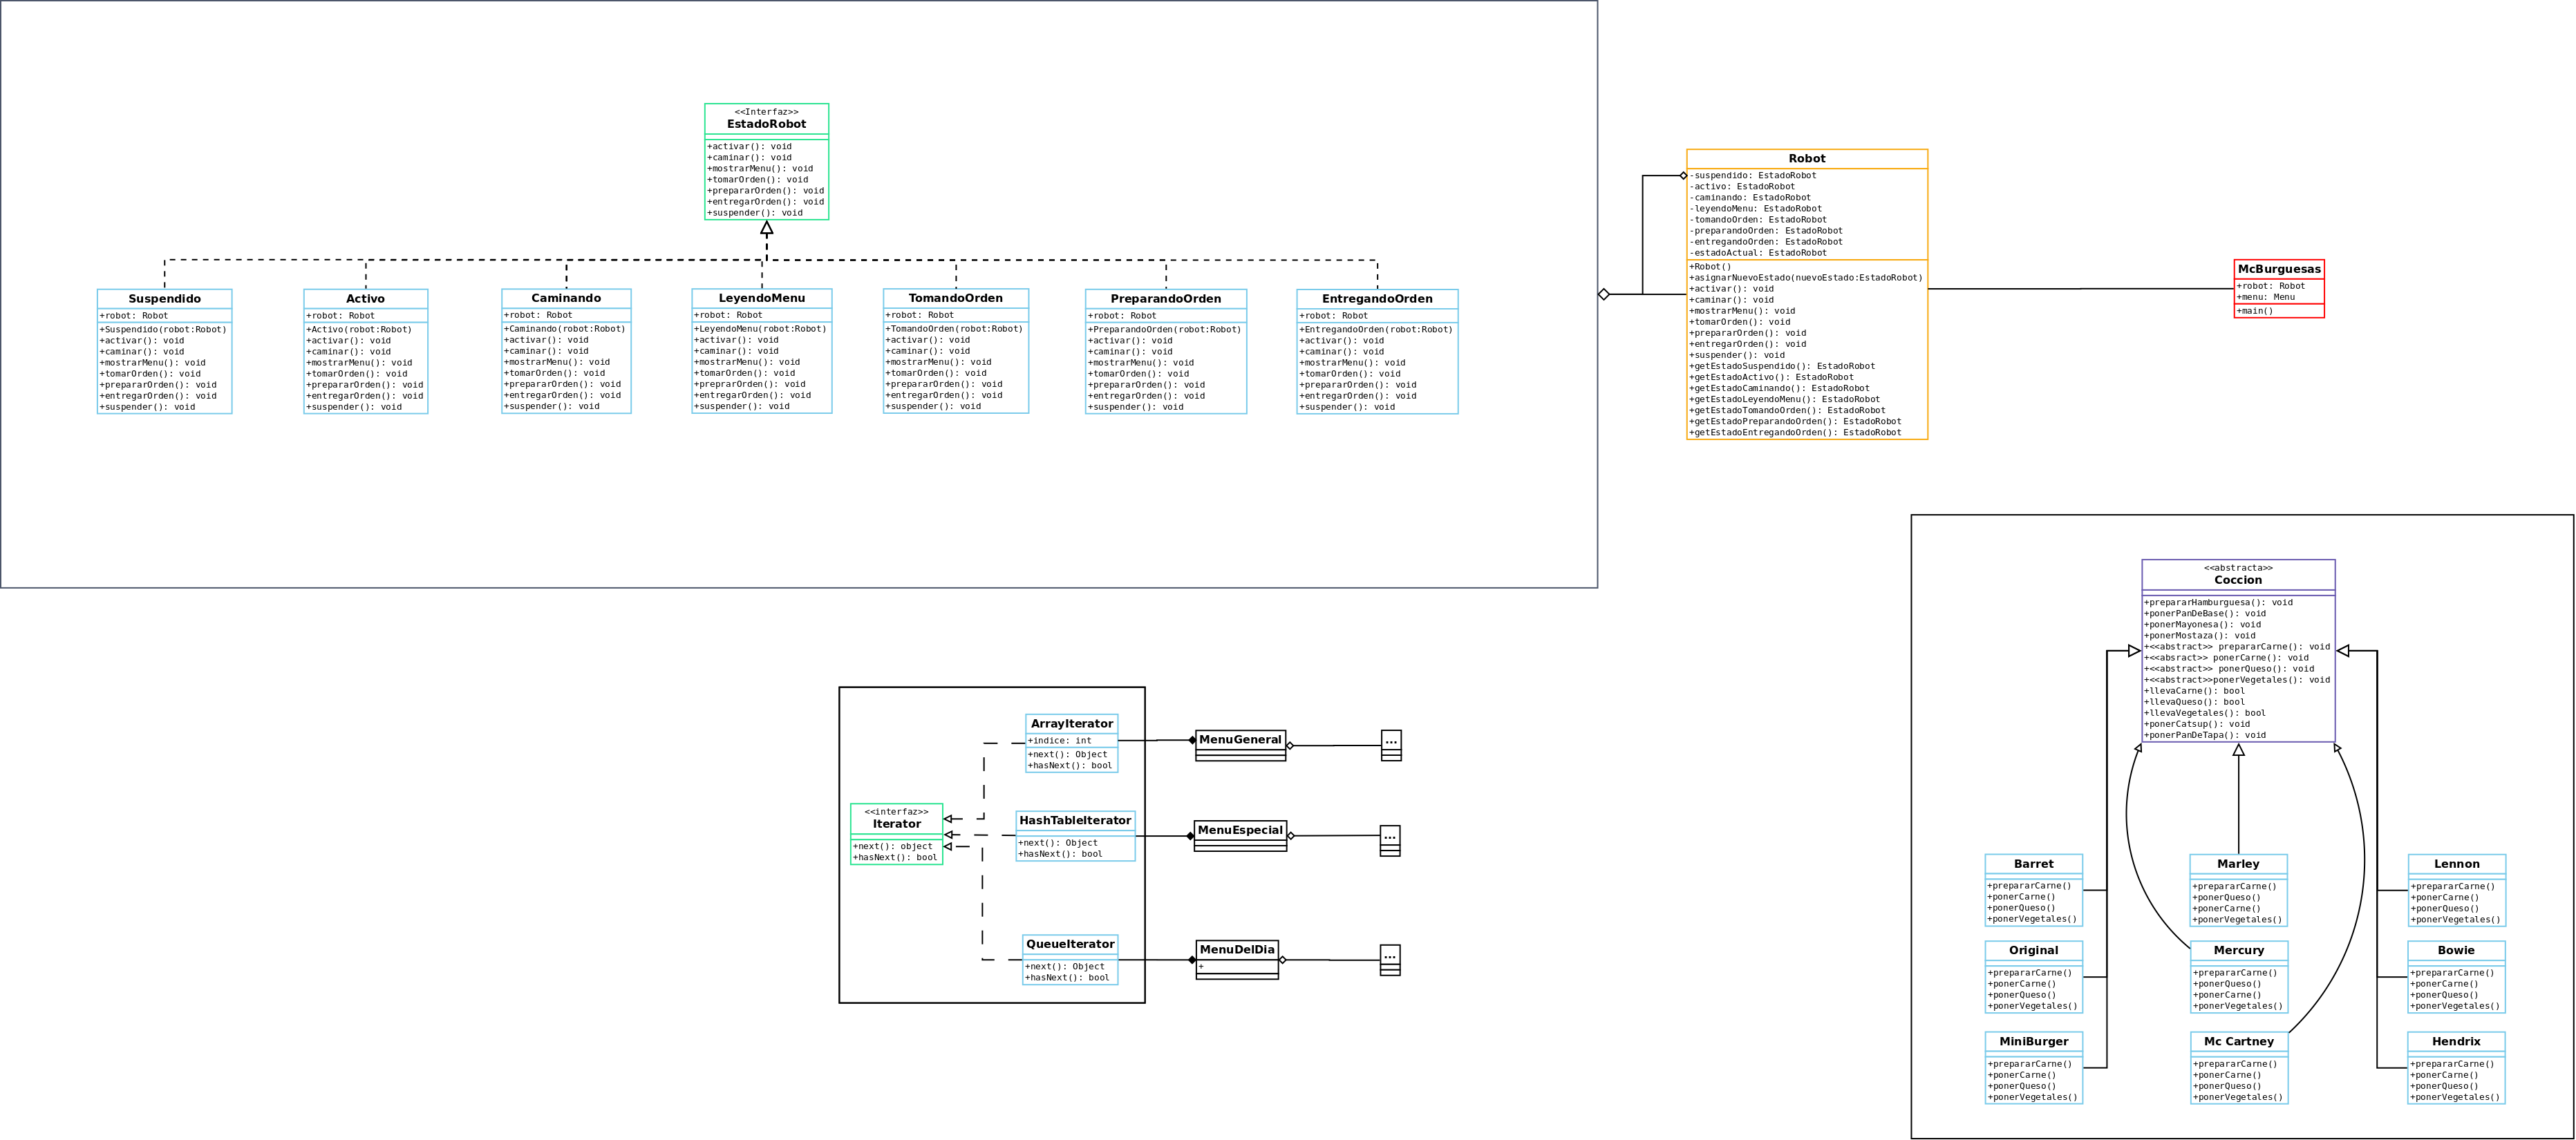 <<Interfaz>>
EstadoRobot
+activar(): void
+caminar(): void
+mostrarMenu(): void
+tomarOrden(): void
+prepararOrden(): void
+entregarOrden(): void
+suspender(): void
Suspendido
+robot: Robot
+Suspendido(robot:Robot)
+activar(): void
+caminar(): void
+mostrarMenu(): void
+tomarOrden(): void
+prepararOrden(): void
+entregarOrden(): void
+suspender(): void
Activo
+robot: Robot
+Activo(robot:Robot)
+activar(): void
+caminar(): void
+mostrarMenu(): void
+tomarOrden(): void
+prepararOrden(): void
+entregarOrden(): void
+suspender(): void
Caminando
+robot: Robot
+Caminando(robot:Robot)
+activar(): void
+caminar(): void
+mostrarMenu(): void
+tomarOrden(): void
+prepararOrden(): void
+entregarOrden(): void
+suspender(): void
LeyendoMenu
+robot: Robot
+LeyendoMenu(robot:Robot)
+activar(): void
+caminar(): void
+mostrarMenu(): void
+tomarOrden(): void
+preprarOrden(): void
+entregarOrden(): void
+suspender(): void
TomandoOrden
+robot: Robot
+TomandoOrden(robot:Robot)
+activar(): void
+caminar(): void
+mostrarMenu(): void
+tomarOrden(): void
+prepararOrden(): void
+entregarOrden(): void
+suspender(): void
PreparandoOrden
+robot: Robot
+PreparandoOrden(robot:Robot)
+activar(): void
+caminar(): void
+mostrarMenu(): void
+tomarOrden(): void
+prepararOrden(): void
+entregarOrden(): void
+suspender(): void
EntregandoOrden
+robot: Robot
+EntregandoOrden(robot:Robot)
+activar(): void
+caminar(): void
+mostrarMenu(): void
+tomarOrden(): void
+prepararOrden(): void
+entregarOrden(): void
+suspender(): void
Robot
-suspendido: EstadoRobot
-activo: EstadoRobot
-caminando: EstadoRobot
-leyendoMenu: EstadoRobot
-tomandoOrden: EstadoRobot
-preparandoOrden: EstadoRobot
-entregandoOrden: EstadoRobot
-estadoActual: EstadoRobot
+Robot()
+asignarNuevoEstado(nuevoEstado:EstadoRobot)
+activar(): void
+caminar(): void
+mostrarMenu(): void
+tomarOrden(): void
+prepararOrden(): void
+entregarOrden(): void
+suspender(): void
+getEstadoSuspendido(): EstadoRobot
+getEstadoActivo(): EstadoRobot
+getEstadoCaminando(): EstadoRobot
+getEstadoLeyendoMenu(): EstadoRobot
+getEstadoTomandoOrden(): EstadoRobot
+getEstadoPreparandoOrden(): EstadoRobot
+getEstadoEntregandoOrden(): EstadoRobot
McBurguesas
+robot: Robot
+menu: Menu
+main()
<<interfaz>>
Iterator
+next(): object
+hasNext(): bool
ArrayIterator
+indice: int
+next(): Object
+hasNext(): bool
MenuGeneral
...
HashTableIterator
+next(): Object
+hasNext(): bool
MenuEspecial
...
QueueIterator
+next(): Object
+hasNext(): bool
MenuDelDia
+
...
<<abstracta>>
Coccion
+prepararHamburguesa(): void
+ponerPanDeBase(): void
+ponerMayonesa(): void
+ponerMostaza(): void
+<<abstract>> prepararCarne(): void
+<<absract>> ponerCarne(): void
+<<abstract>> ponerQueso(): void
+<<abstract>>ponerVegetales(): void
+llevaCarne(): bool
+llevaQueso(): bool
+llevaVegetales(): bool
+ponerCatsup(): void
+ponerPanDeTapa(): void
Barret
+prepararCarne()
+ponerCarne()
+ponerQueso()
+ponerVegetales()
Marley
+prepararCarne()
+ponerQueso()
+ponerCarne()
+ponerVegetales()
Lennon
+prepararCarne()
+ponerCarne()
+ponerQueso()
+ponerVegetales()
Original
+prepararCarne()
+ponerCarne()
+ponerQueso()
+ponerVegetales()
Mercury
+prepararCarne()
+ponerQueso()
+ponerCarne()
+ponerVegetales()
Bowie
+prepararCarne()
+ponerCarne()
+ponerQueso()
+ponerVegetales()
MiniBurger
+prepararCarne()
+ponerCarne()
+ponerQueso()
+ponerVegetales()
Mc Cartney
+prepararCarne()
+ponerCarne()
+ponerQueso()
+ponerVegetales()
Hendrix
+prepararCarne()
+ponerCarne()
+ponerQueso()
+ponerVegetales()